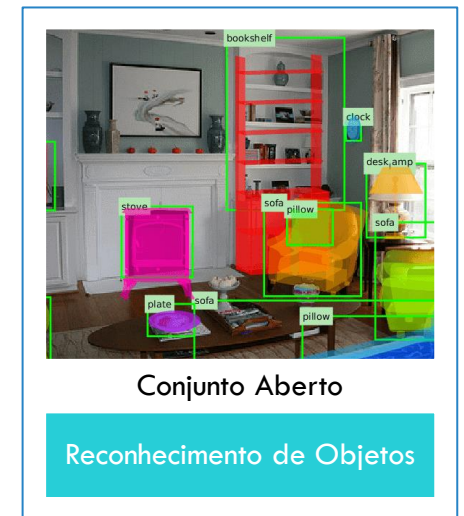 bookshelf
clock
desk amp
stove
sofa
pillow
sofa
plate
sofa
pillow
Conjunto Aberto
Reconhecimento de Objetos